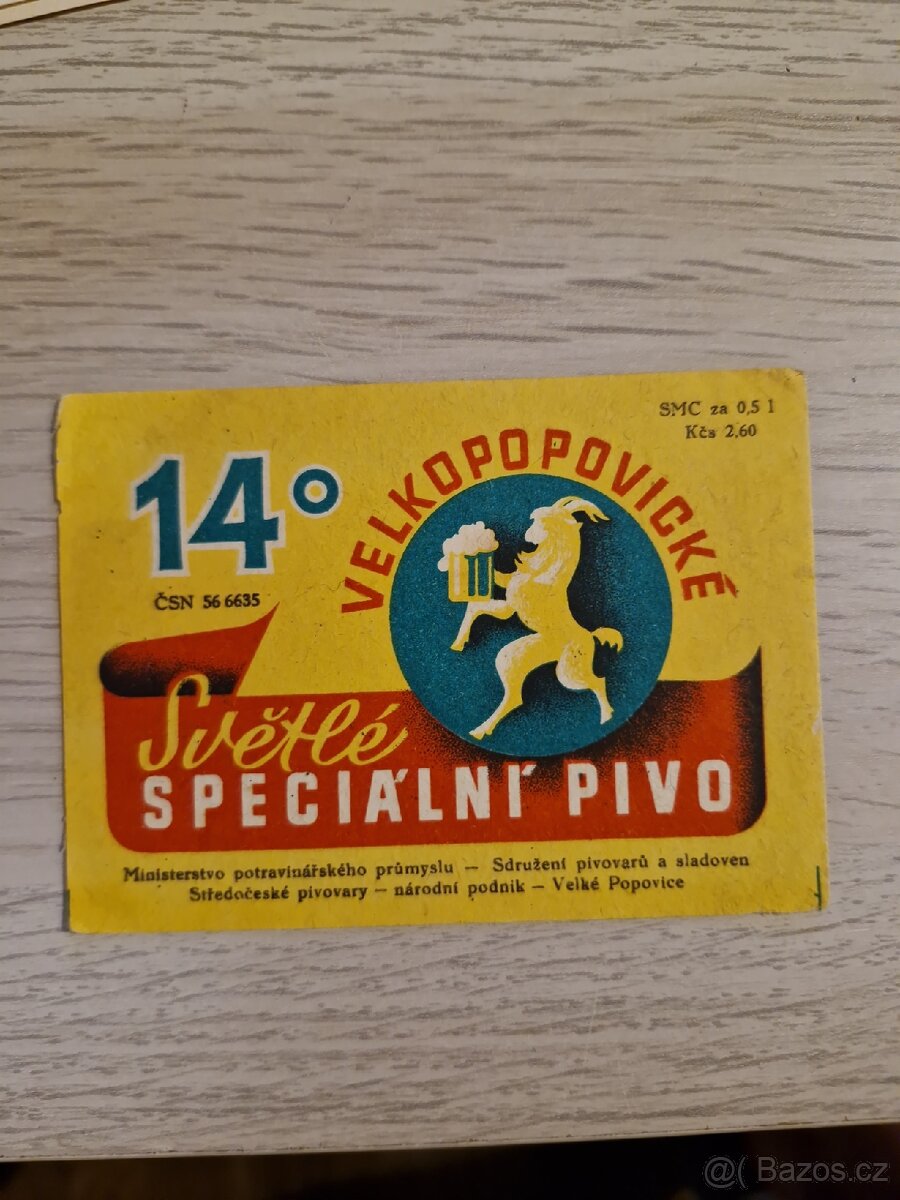 SMC za 0,5 l
Kčs 2,60
14°
VELKOPOPOVICKÉ
ČSN 56 6635
Světlé
SPECIÁLNÍ PIVO
Ministerstvo potravinářského průmyslu — Sdružení pivovarů a sladoven
Středočeské pivovary — národní podnik — Velké Popovice
@( Bazos.cz